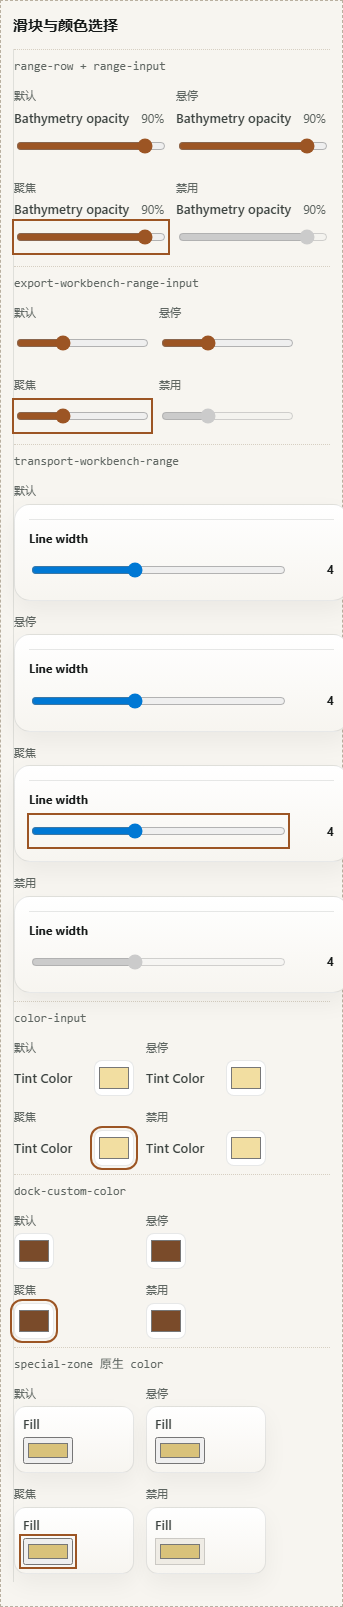 滑块与颜色选择
range-row + range-input
默认 悬停
Bathymetry opacity 90% Bathymetry opacity 90%
聚焦 禁用
Bathymetry opacity 90% Bathymetry opacity 90%
export-workbench-range-input
默认 悬停
聚焦 禁用
transport-workbench-range
默认
Line width
4
悬停
Line width
4
聚焦
Line width
4
禁用
Line width
4
color-input
默认 悬停
Tint Color Tint Color
聚焦 禁用
Tint Color Tint Color
dock-custom-color
默认 悬停
聚焦 禁用
special-zone 原生 color
默认 悬停
Fill Fill
聚焦 禁用
Fill Fill